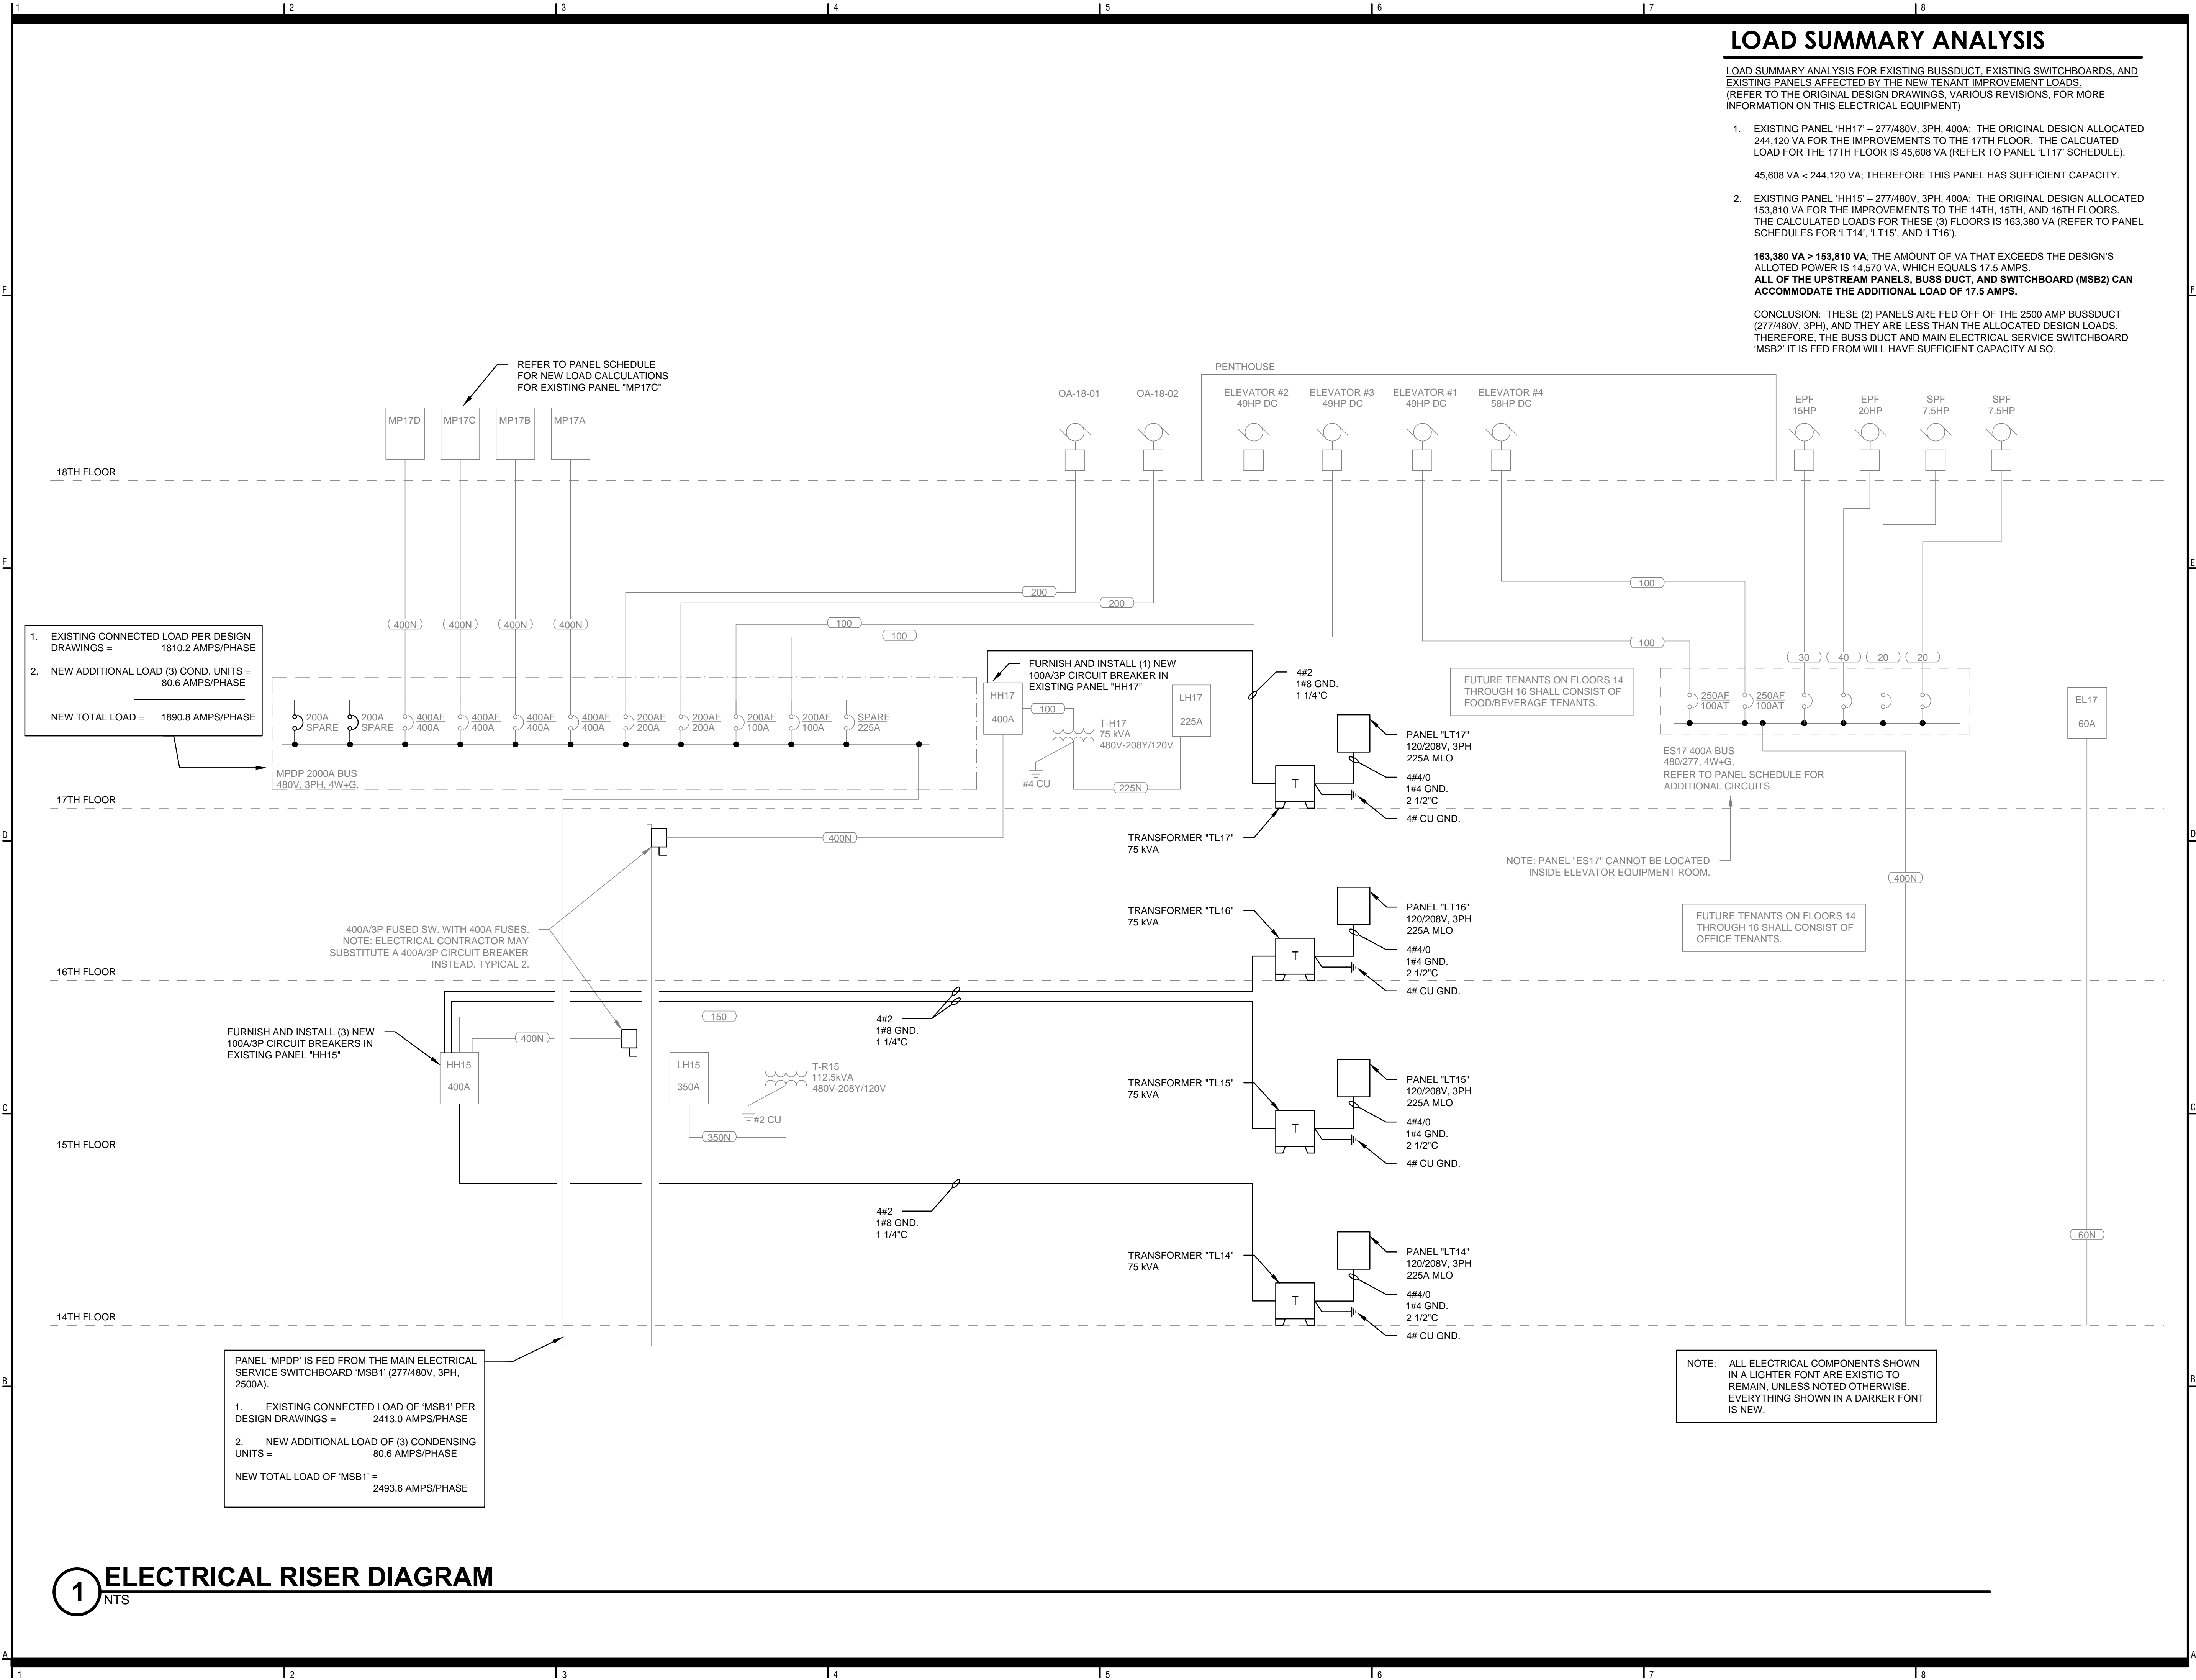 1 2 3 4 5 6 7 8
LOAD SUMMARY ANALYSIS
LOAD SUMMARY ANALYSIS FOR EXISTING BUSSDUCT, EXISTING SWITCHBOARDS, AND
EXISTING PANELS AFFECTED BY THE NEW TENANT IMPROVEMENT LOADS.
(REFER TO THE ORIGINAL DESIGN DRAWINGS, VARIOUS REVISIONS, FOR MORE
INFORMATION ON THIS ELECTRICAL EQUIPMENT)
1. EXISTING PANEL 'HH17' – 277/480V, 3PH, 400A: THE ORIGINAL DESIGN ALLOCATED
244,120 VA FOR THE IMPROVEMENTS TO THE 17TH FLOOR. THE CALCUATED
LOAD FOR THE 17TH FLOOR IS 45,608 VA (REFER TO PANEL 'LT17' SCHEDULE).
45,608 VA < 244,120 VA; THEREFORE THIS PANEL HAS SUFFICIENT CAPACITY.
2. EXISTING PANEL 'HH15' – 277/480V, 3PH, 400A: THE ORIGINAL DESIGN ALLOCATED
153,810 VA FOR THE IMPROVEMENTS TO THE 14TH, 15TH, AND 16TH FLOORS.
THE CALCULATED LOADS FOR THESE (3) FLOORS IS 163,380 VA (REFER TO PANEL
SCHEDULES FOR 'LT14', 'LT15', AND 'LT16').
163,380 VA > 153,810 VA; THE AMOUNT OF VA THAT EXCEEDS THE DESIGN'S
ALLOTED POWER IS 14,570 VA, WHICH EQUALS 17.5 AMPS.
ALL OF THE UPSTREAM PANELS, BUSS DUCT, AND SWITCHBOARD (MSB2) CAN
ACCOMMODATE THE ADDITIONAL LOAD OF 17.5 AMPS.
CONCLUSION: THESE (2) PANELS ARE FED OFF OF THE 2500 AMP BUSSDUCT
(277/480V, 3PH), AND THEY ARE LESS THAN THE ALLOCATED DESIGN LOADS.
THEREFORE, THE BUSS DUCT AND MAIN ELECTRICAL SERVICE SWITCHBOARD
'MSB2' IT IS FED FROM WILL HAVE SUFFICIENT CAPACITY ALSO.
F F
REFER TO PANEL SCHEDULE
FOR NEW LOAD CALCULATIONS
FOR EXISTING PANEL "MP17C"
PENTHOUSE
OA-18-01
OA-18-02
ELEVATOR #2
49HP DC
ELEVATOR #3
49HP DC
ELEVATOR #1
49HP DC
ELEVATOR #4
58HP DC
EPF
15HP
EPF
20HP
SPF
7.5HP
SPF
7.5HP
MP17D
MP17C
MP17B
MP17A
18TH FLOOR
E E
400N
400N
400N
400N
200
200
100
100
100
100
30
40
20
20
1. EXISTING CONNECTED LOAD PER DESIGN
DRAWINGS = 1810.2 AMPS/PHASE
2. NEW ADDITIONAL LOAD (3) COND. UNITS =
80.6 AMPS/PHASE
NEW TOTAL LOAD = 1890.8 AMPS/PHASE
200A
SPARE
200A
SPARE
400AF
400A
400AF
400A
400AF
400A
400AF
400A
200AF
200A
200AF
200A
200AF
100A
200AF
100A
SPARE
225A
MPDP 2000A BUS
480V, 3PH, 4W+G.
FURNISH AND INSTALL (1) NEW
100A/3P CIRCUIT BREAKER IN
EXISTING PANEL "HH17"
HH17
400A
100
LH17
225A
T-H17
75 kVA
480V-208Y/120V
#4 CU
225N
4#2
1#8 GND.
1 1/4"C
FUTURE TENANTS ON FLOORS 14
THROUGH 16 SHALL CONSIST OF
FOOD/BEVERAGE TENANTS.
250AF
100AT
250AF
100AT
EL17
60A
PANEL "LT17"
120/208V, 3PH
225A MLO
4#4/0
1#4 GND.
2 1/2"C
4# CU GND.
T
TRANSFORMER "TL17"
75 kVA
ES17 400A BUS
480/277, 4W+G,
REFER TO PANEL SCHEDULE FOR
ADDITIONAL CIRCUITS
17TH FLOOR
D D
400N
NOTE: PANEL "ES17" CANNOT BE LOCATED
INSIDE ELEVATOR EQUIPMENT ROOM.
400N
400A/3P FUSED SW. WITH 400A FUSES.
NOTE: ELECTRICAL CONTRACTOR MAY
SUBSTITUTE A 400A/3P CIRCUIT BREAKER
INSTEAD. TYPICAL 2.
TRANSFORMER "TL16"
75 kVA
T
PANEL "LT16"
120/208V, 3PH
225A MLO
4#4/0
1#4 GND.
2 1/2"C
4# CU GND.
FUTURE TENANTS ON FLOORS 14
THROUGH 16 SHALL CONSIST OF
OFFICE TENANTS.
16TH FLOOR
FURNISH AND INSTALL (3) NEW
100A/3P CIRCUIT BREAKERS IN
EXISTING PANEL "HH15"
400N
150
4#2
1#8 GND.
1 1/4"C
HH15
400A
LH15
350A
T-R15
112.5kVA
480V-208Y/120V
#2 CU
350N
TRANSFORMER "TL15"
75 kVA
T
PANEL "LT15"
120/208V, 3PH
225A MLO
4#4/0
1#4 GND.
2 1/2"C
4# CU GND.
C C
15TH FLOOR
4#2
1#8 GND.
1 1/4"C
TRANSFORMER "TL14"
75 kVA
T
PANEL "LT14"
120/208V, 3PH
225A MLO
4#4/0
1#4 GND.
2 1/2"C
4# CU GND.
60N
14TH FLOOR
PANEL 'MPDP' IS FED FROM THE MAIN ELECTRICAL
SERVICE SWITCHBOARD 'MSB1' (277/480V, 3PH,
2500A).
1. EXISTING CONNECTED LOAD OF 'MSB1' PER
DESIGN DRAWINGS = 2413.0 AMPS/PHASE
2. NEW ADDITIONAL LOAD OF (3) CONDENSING
UNITS = 80.6 AMPS/PHASE
NEW TOTAL LOAD OF 'MSB1' =
2493.6 AMPS/PHASE
B B
NOTE: ALL ELECTRICAL COMPONENTS SHOWN
IN A LIGHTER FONT ARE EXISTIG TO
REMAIN, UNLESS NOTED OTHERWISE.
EVERYTHING SHOWN IN A DARKER FONT
IS NEW.
1 ELECTRICAL RISER DIAGRAM
NTS
A A
1 2 3 4 5 6 7 8